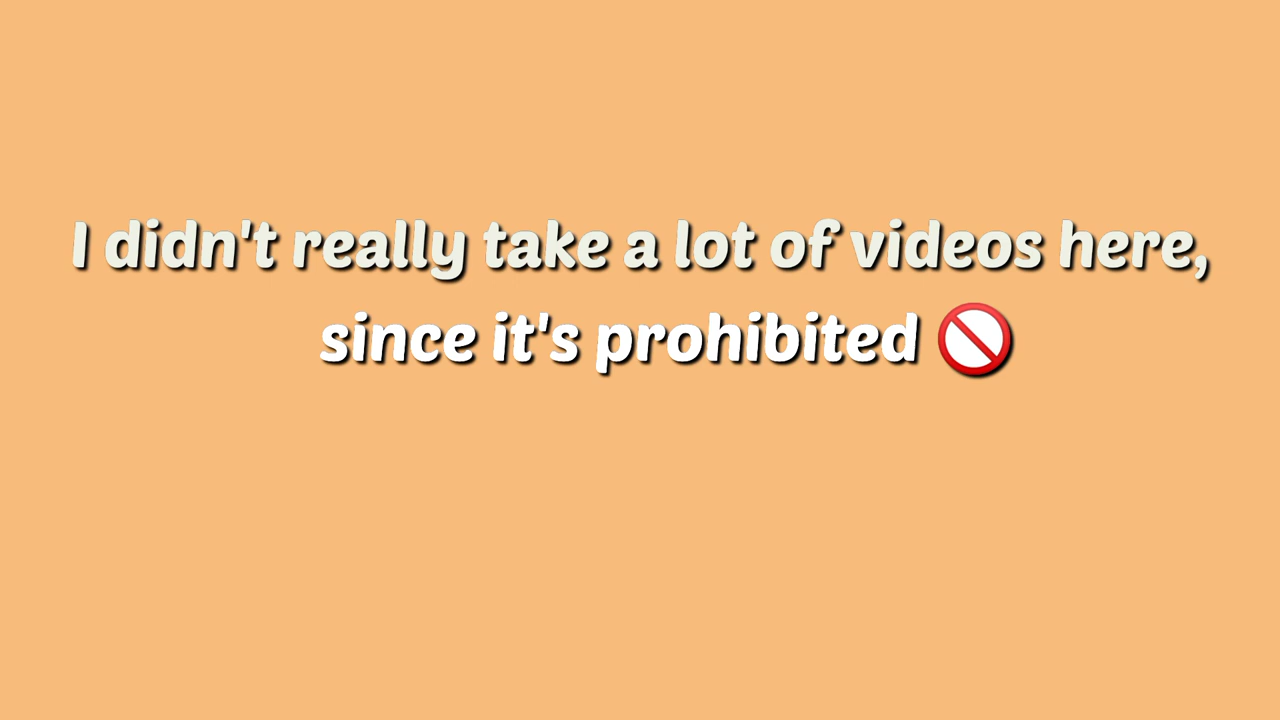 I didn't really take a lot of videos here,
since it's prohibited 🚫